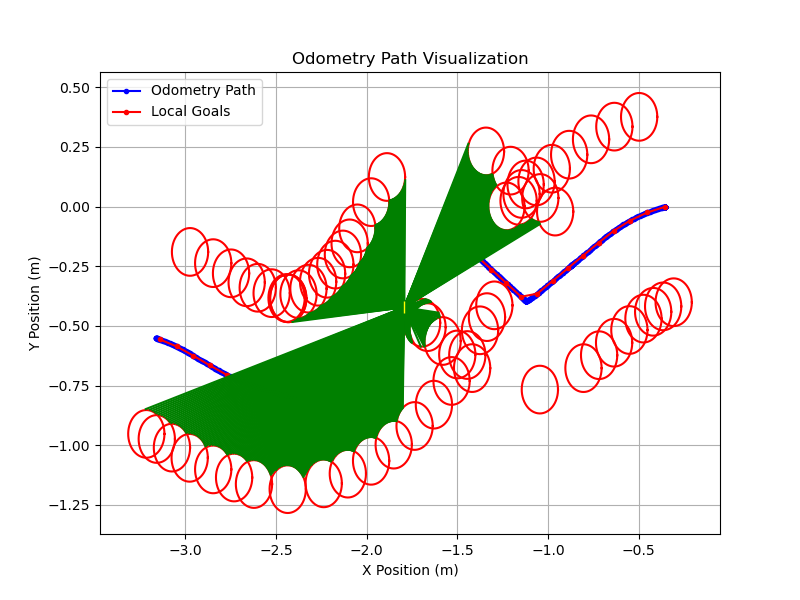 Odometry Path Visualization
Odometry Path
Local Goals
Y Position (m)
0.50
0.25
0.00
−0.25
−0.50
−0.75
−1.00
−1.25
−3.0 −2.5 −2.0 −1.5 −1.0 −0.5
X Position (m)